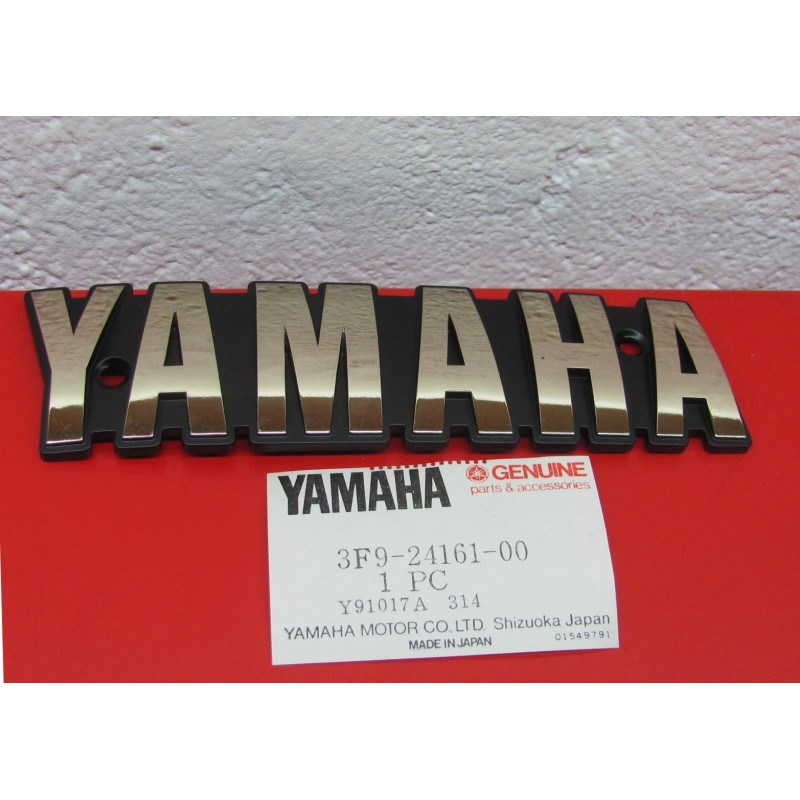 YAMAHA
YAMAHA GENUINE
parts & accessories
3F9-24161-00
1 PC
Y91017A 314
YAMAHA MOTOR CO., LTD. Shizuoka Japan
MADE IN JAPAN 01549791